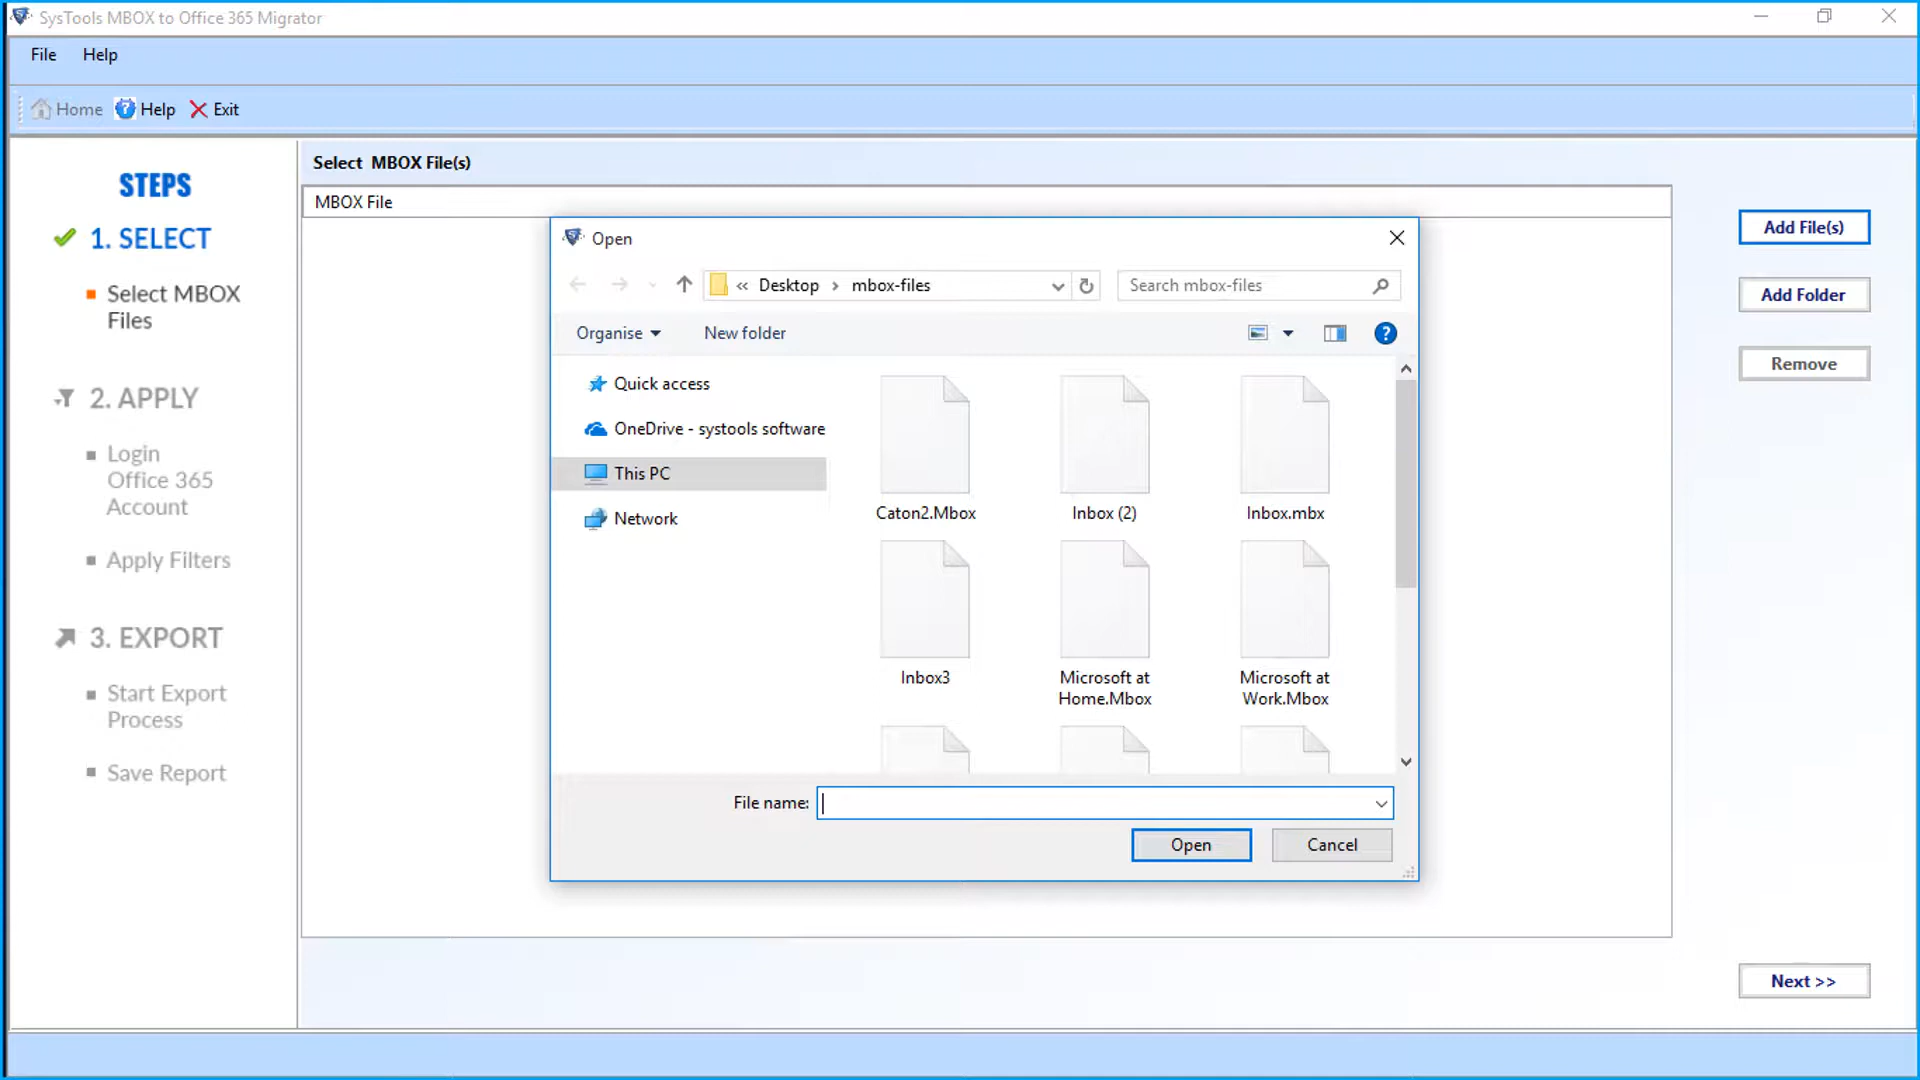 SysTools MBOX to Office 365 Migrator
File Help
Home Help Exit
STEPS
1. SELECT
Select MBOX
Files
2. APPLY
Login
Office 365
Account
Apply Filters
3. EXPORT
Start Export
Process
Save Report
Select MBOX File(s)
MBOX File
Open
« Desktop › mbox-files
Search mbox-files
Organise New folder
Quick access
OneDrive - systools software
This PC
Network
Caton2.Mbox
Inbox (2)
Inbox.mbx
Inbox3
Microsoft at
Home.Mbox
Microsoft at
Work.Mbox
File name:
Open Cancel
Add File(s)
Add Folder
Remove
Next >>